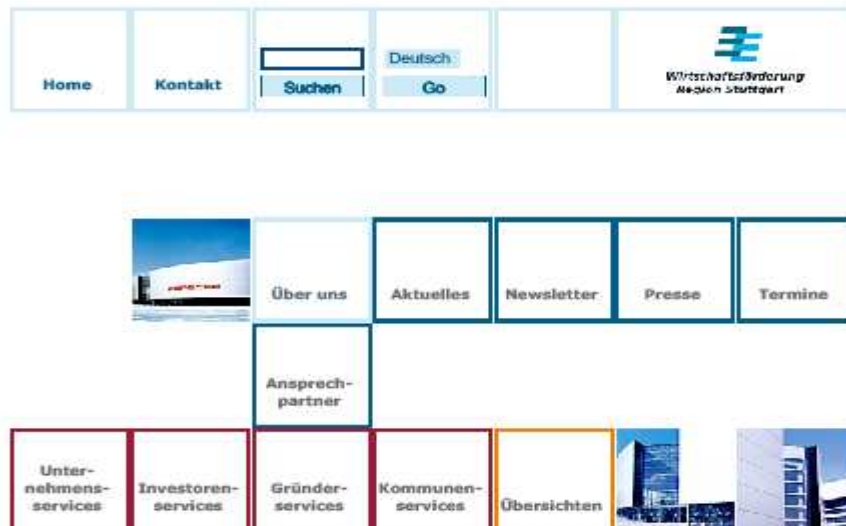 Deutsch
Home
Kontakt
Suchen
Go
Wirtschaftsförderung
Region Stuttgart
Über uns
Aktuelles
Newsletter
Presse
Termine
Ansprech-
partner
Unter-
nehmens-
services
Investoren-
services
Gründer-
services
Kommunen-
services
Übersichten